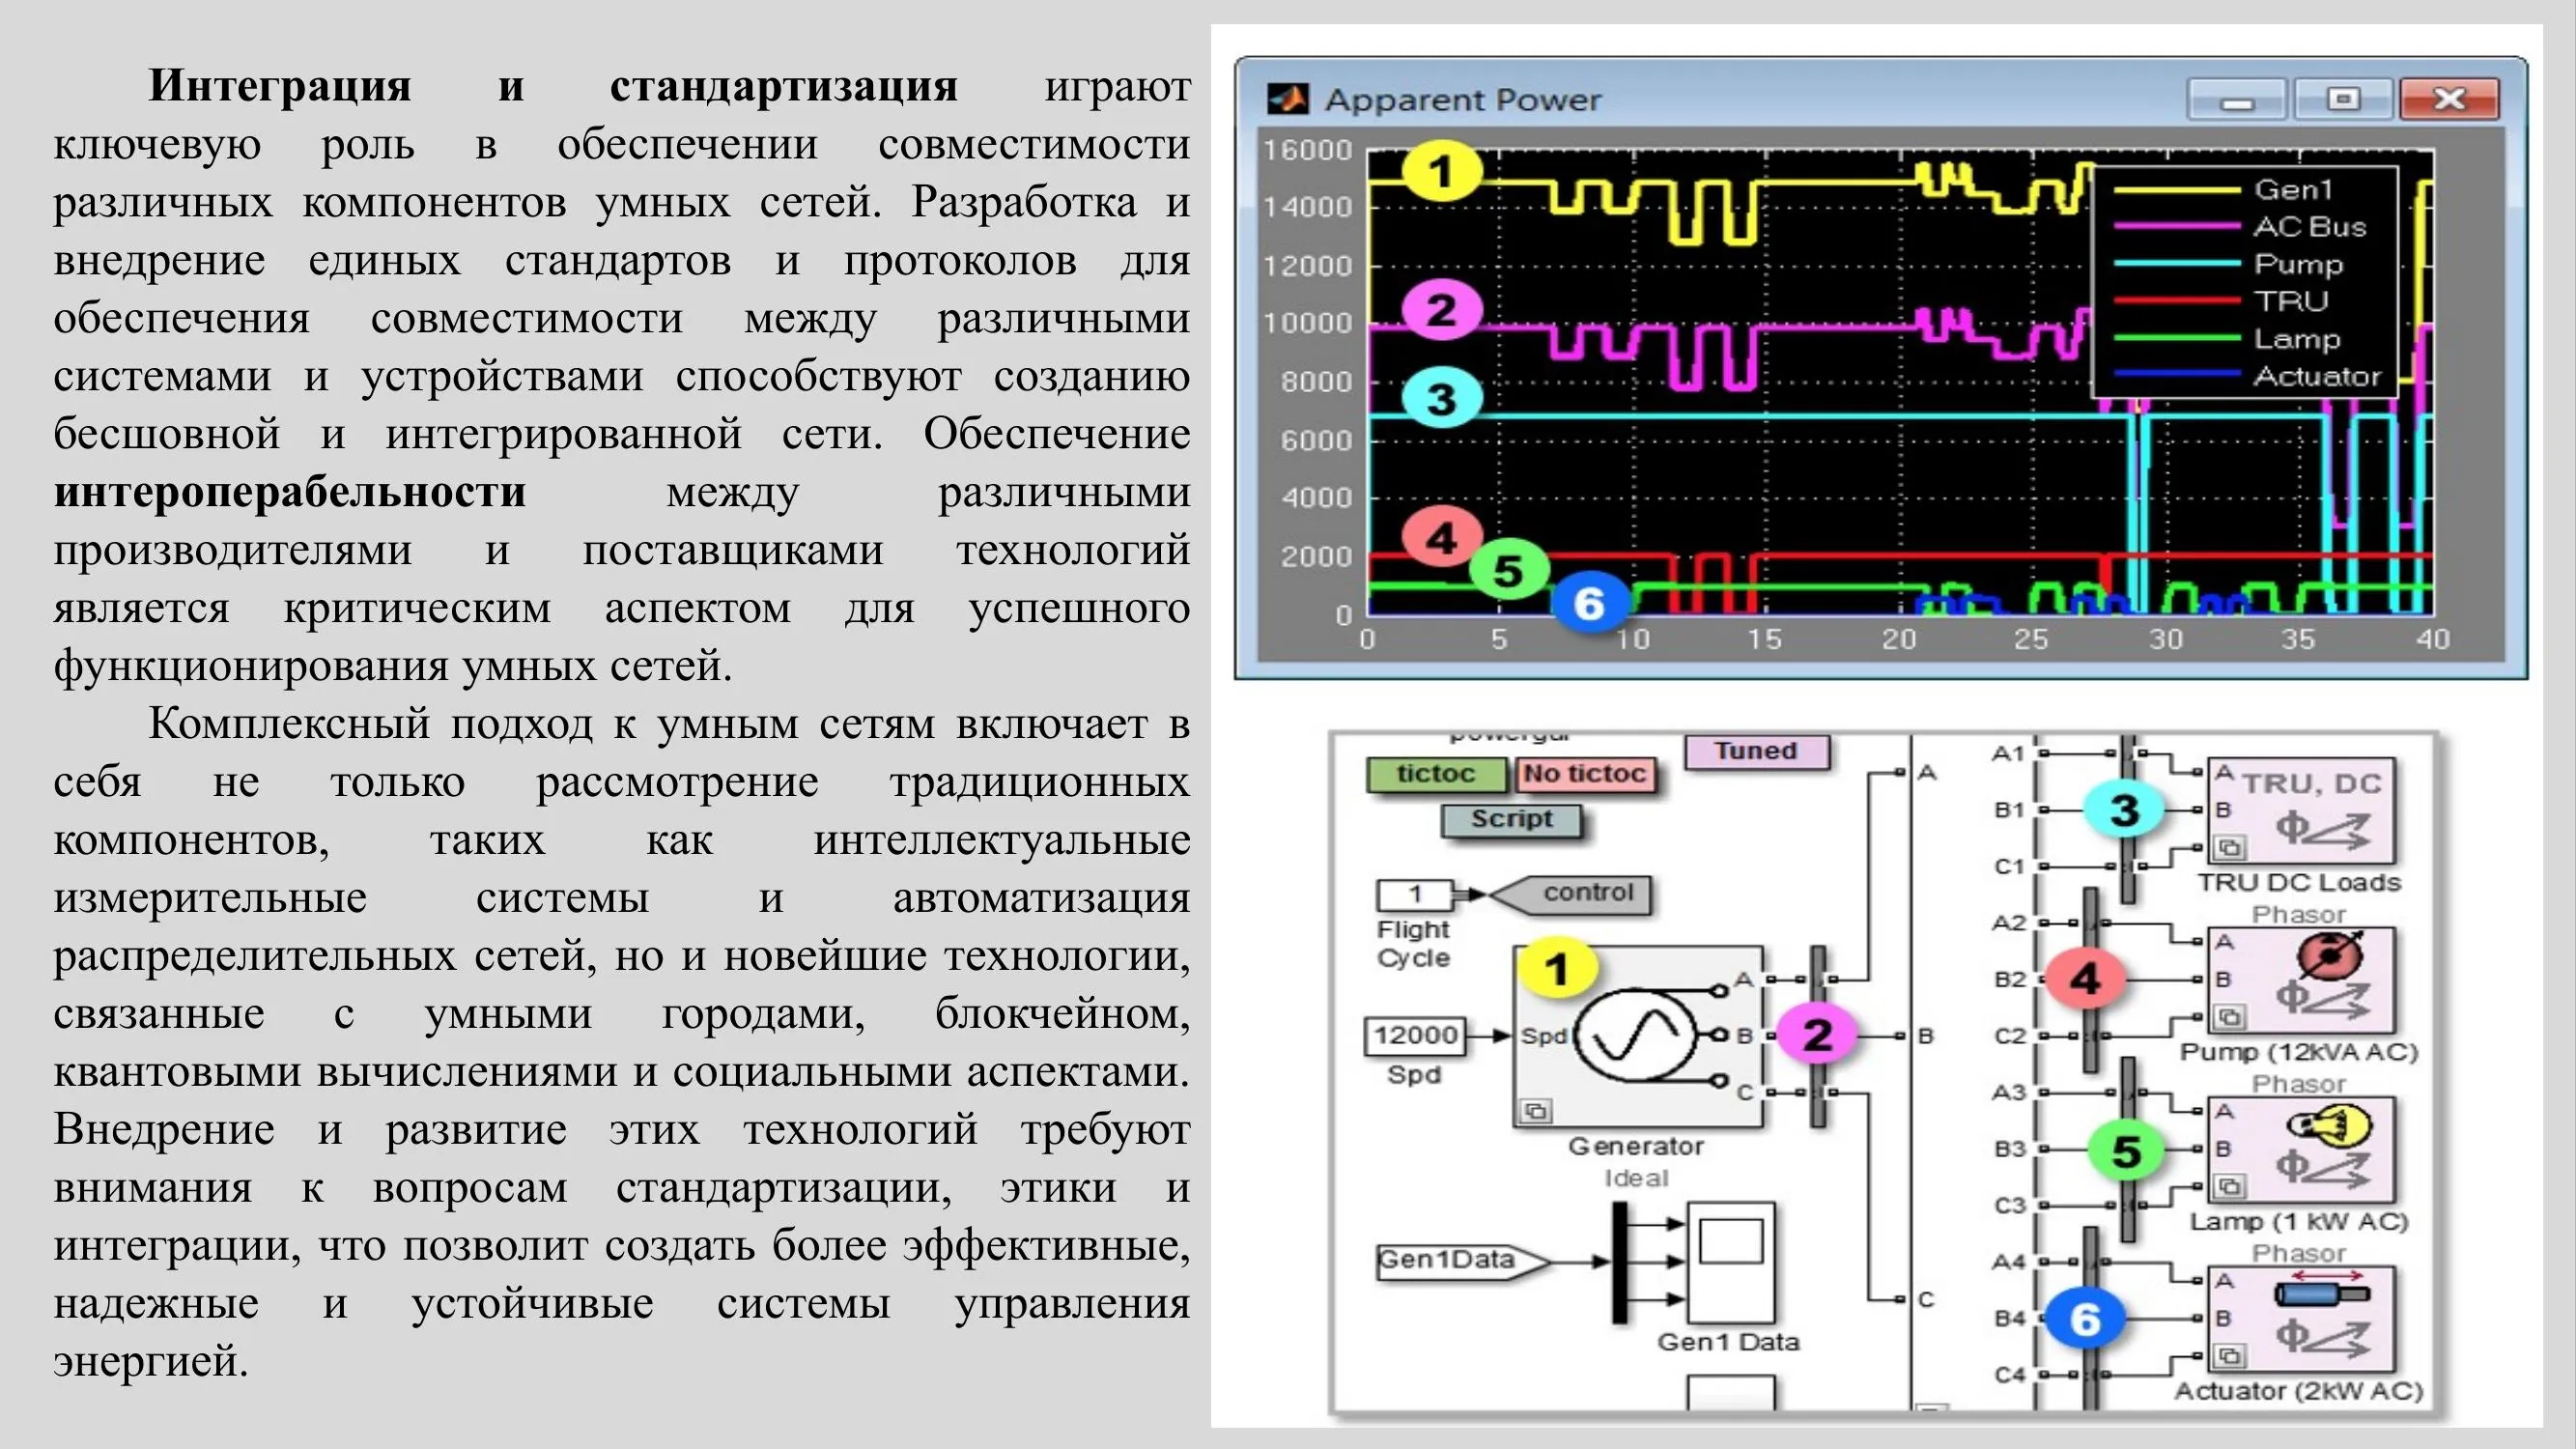 Интеграция и стандартизация играют
ключевую роль в обеспечении совместимости
различных компонентов умных сетей. Разработка и
внедрение единых стандартов и протоколов для
обеспечения совместимости между различными
системами и устройствами способствуют созданию
бесшовной и интегрированной сети. Обеспечение
интероперабельности между различными
производителями и поставщиками технологий
является критическим аспектом для успешного
функционирования умных сетей.
Комплексный подход к умным сетям включает в
себя не только рассмотрение традиционных
компонентов, таких как интеллектуальные
измерительные системы и автоматизация
распределительных сетей, но и новейшие технологии,
связанные с умными городами, блокчейном,
квантовыми вычислениями и социальными аспектами.
Внедрение и развитие этих технологий требуют
внимания к вопросам стандартизации, этики и
интеграции, что позволит создать более эффективные,
надежные и устойчивые системы управления
энергией.
Apparent Power
16000
14000
12000
10000
8000
6000
4000
2000
0
0 5 10 15 20 25 30 35 40
1
2
3
4
5
6
Gen1
AC Bus
Pump
TRU
Lamp
Actuator
powergui
tictoc
No tictoc
Tuned
Script
1
control
Flight
Cycle
12000
Spd
1
Spd
A
B
C
Generator
Ideal
2
A
B
C
Gen1Data
Gen1 Data
A1
B1
C1
3
A
B
TRU, DC
TRU DC Loads
Phasor
A2
B2
C2
4
A
B
Pump (12kVA AC)
Phasor
A3
B3
C3
5
A
B
Lamp (1 kW AC)
Phasor
A4
B4
C4
6
A
B
Actuator (2kW AC)